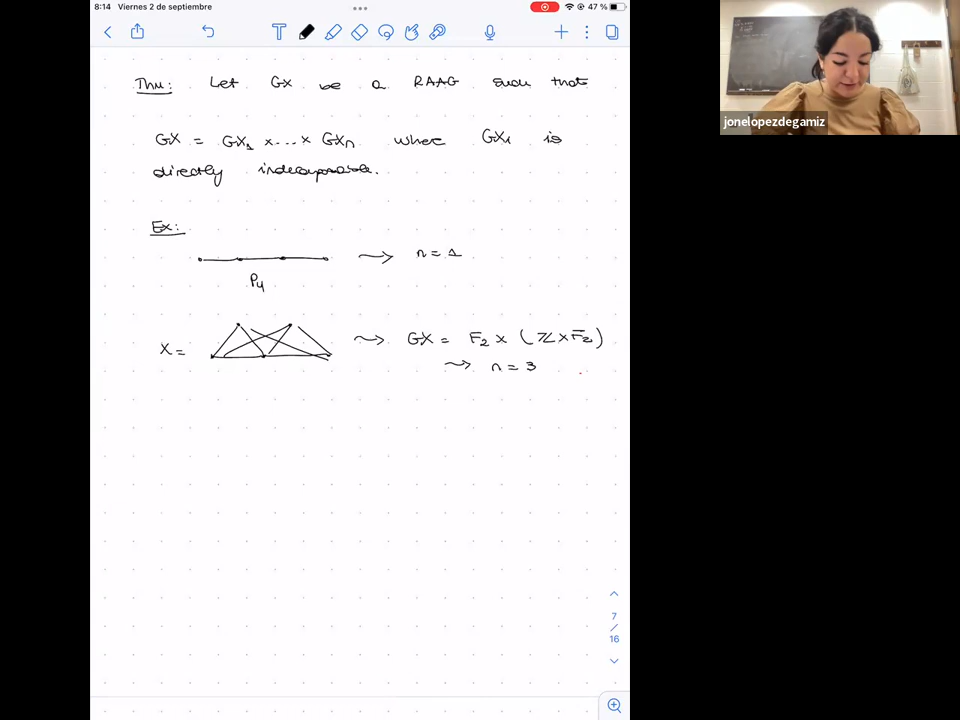 8:14 Viernes 2 de septiembre
47 %
jonelopezdegamiz
Thm: Let GX be a RAAG such that
GX = GX₁ ×...× GXn where GXi is
directly indecomposable.
Ex:
P₄ ⇝ n = 1
X = ⇝ GX = F₂ × (ℤ × F₂)
⇝ n = 3
7
/
16